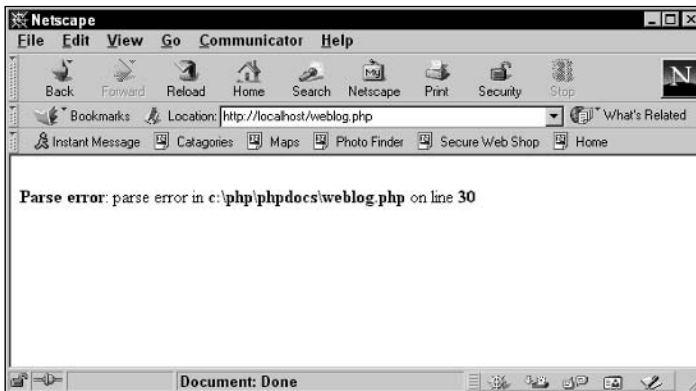 Netscape
File Edit View Go Communicator Help
Back Forward Reload Home Search Netscape Print Security Stop
My
N
Bookmarks Location: http://localhost/weblog.php What's Related
Instant Message Catagories Maps Photo Finder Secure Web Shop Home
Parse error: parse error in c:\php\phpdocs\weblog.php on line 30
Document: Done